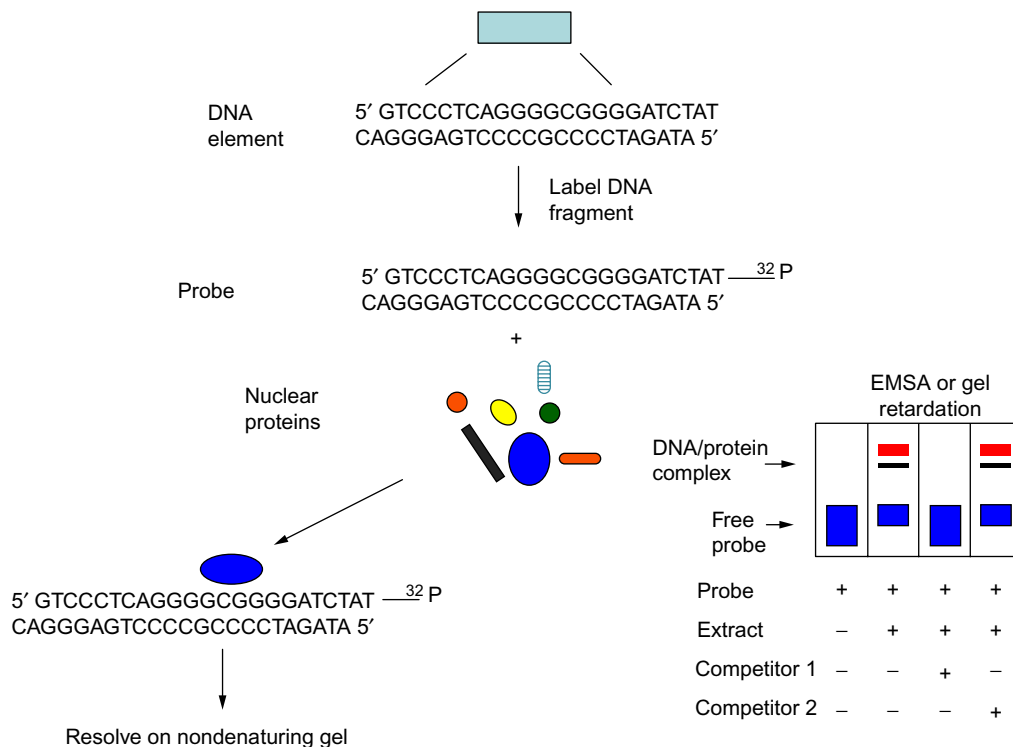 DNA
element
5′ GTCCCTCAGGGGCGGGGATCTAT
CAGGGAGTCCCCGCCCCTAGATA 5′
Label DNA
fragment
Probe
5′ GTCCCTCAGGGGCGGGGATCTAT 32 P
CAGGGAGTCCCCGCCCCTAGATA 5′
+
Nuclear
proteins
5′ GTCCCTCAGGGGCGGGGATCTAT 32 P
CAGGGAGTCCCCGCCCCTAGATA 5′
Resolve on nondenaturing gel
EMSA or gel
retardation
DNA/protein
complex
Free
probe
Probe + + + +
Extract – + + +
Competitor 1 – – + –
Competitor 2 – – – +